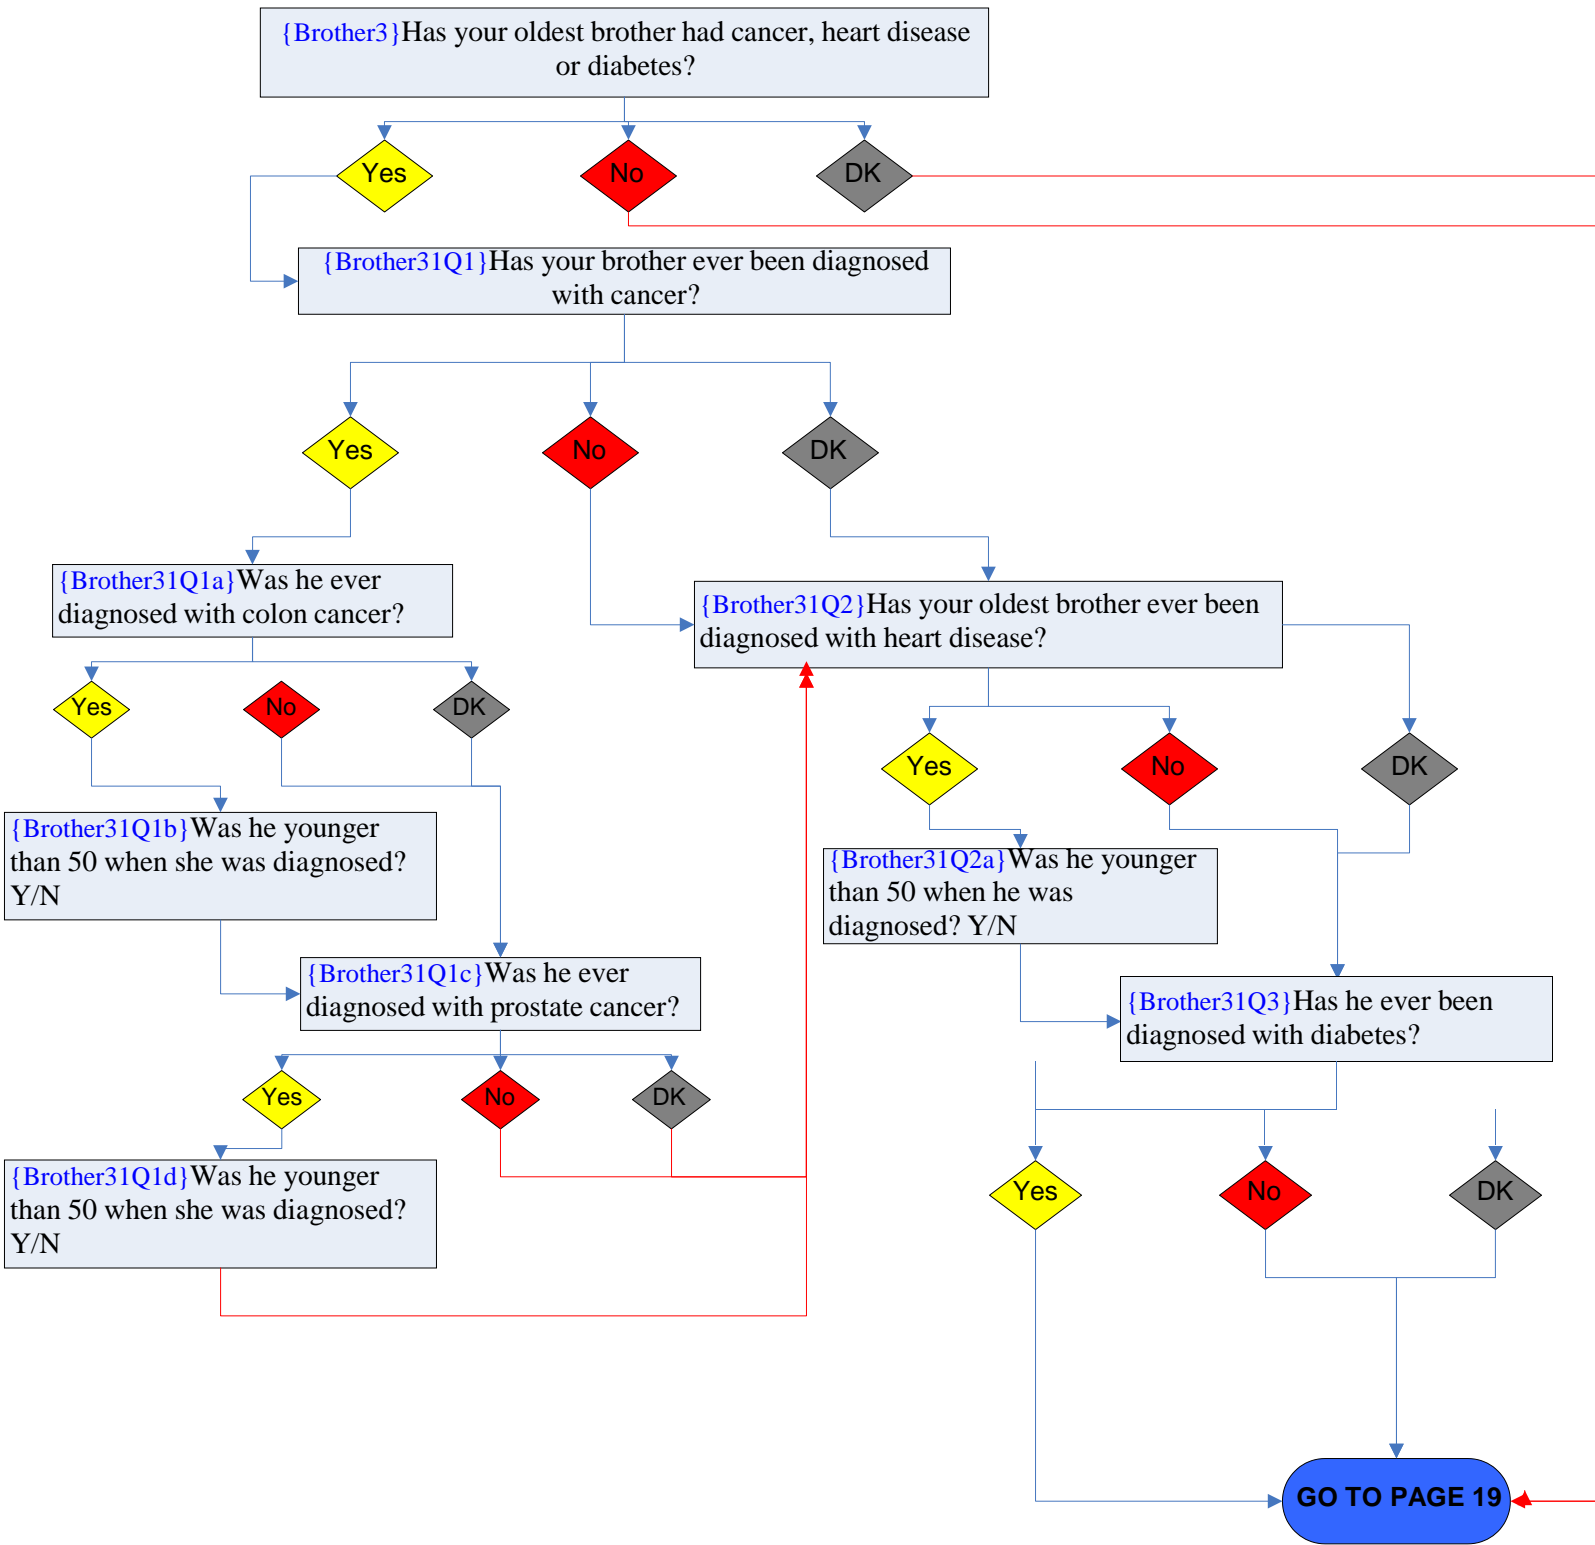 {Brother3}Has your oldest brother had cancer, heart disease
or diabetes?
Yes
No
DK
{Brother31Q1}Has your brother ever been diagnosed
with cancer?
Yes
No
DK
{Brother31Q1a}Was he ever
diagnosed with colon cancer?
{Brother31Q2}Has your oldest brother ever been
diagnosed with heart disease?
Yes
No
DK
Yes
No
DK
{Brother31Q1b}Was he younger
than 50 when she was diagnosed?
Y/N
{Brother31Q2a}Was he younger
than 50 when he was
diagnosed? Y/N
{Brother31Q1c}Was he ever
diagnosed with prostate cancer?
{Brother31Q3}Has he ever been
diagnosed with diabetes?
Yes
No
DK
{Brother31Q1d}Was he younger
than 50 when she was diagnosed?
Y/N
Yes
No
DK
GO TO PAGE 19